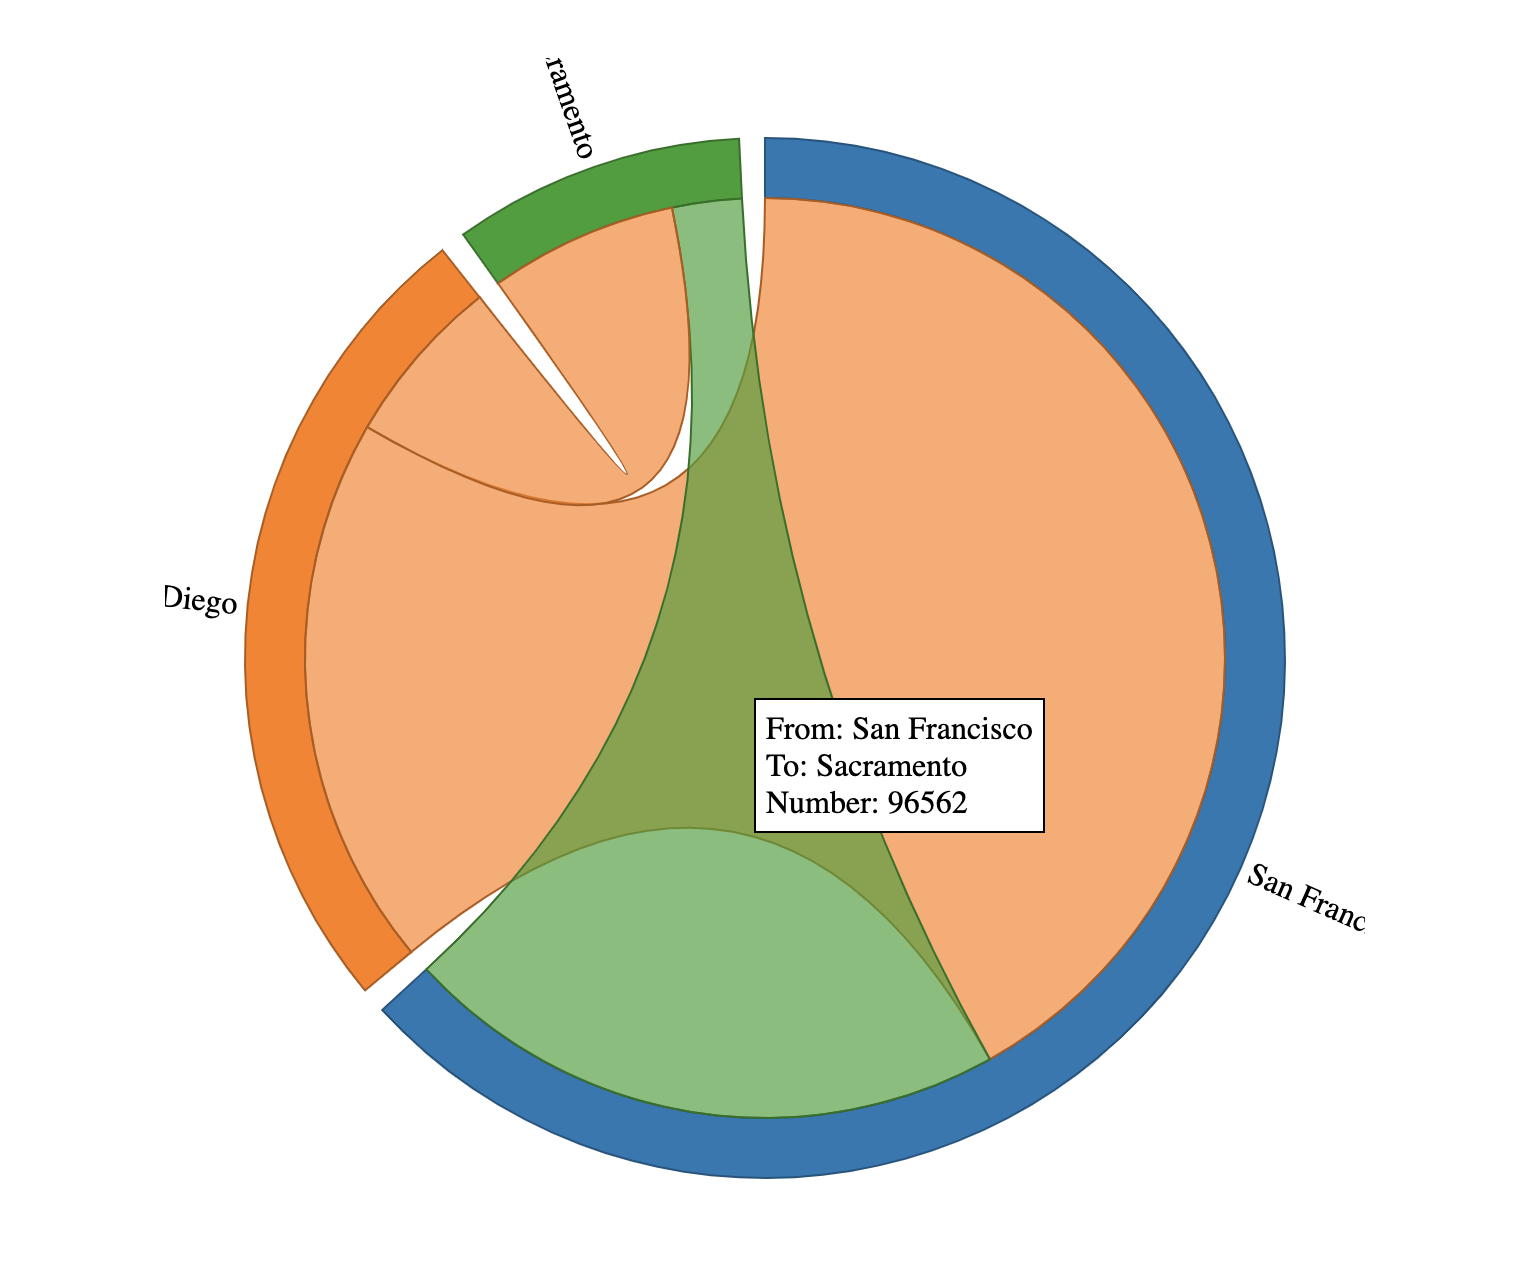 ramento
Diego
From: San Francisco
To: Sacramento
Number: 96562
San Franc